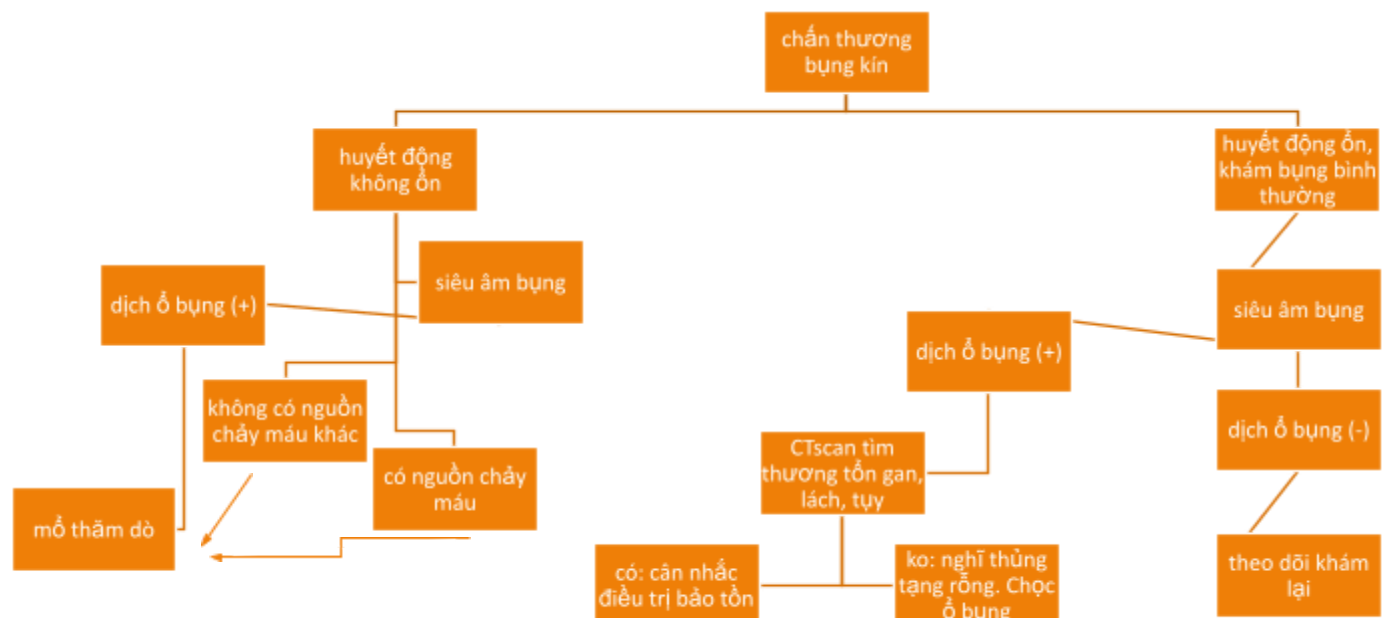 chấn thương
bụng kín
huyết động
không ổn
huyết động ổn,
khám bụng bình
thường
siêu âm bụng
dịch ổ bụng (+)
siêu âm bụng
dịch ổ bụng (+)
không có nguồn
chảy máu khác
dịch ổ bụng (-)
có nguồn chảy
máu
CTscan tìm
thương tổn gan,
lách, tụy
mổ thăm dò
có: cân nhắc
điều trị bảo tồn
ko: nghĩ thủng
tạng rỗng. Chọc
ổ bụng
theo dõi khám
lại